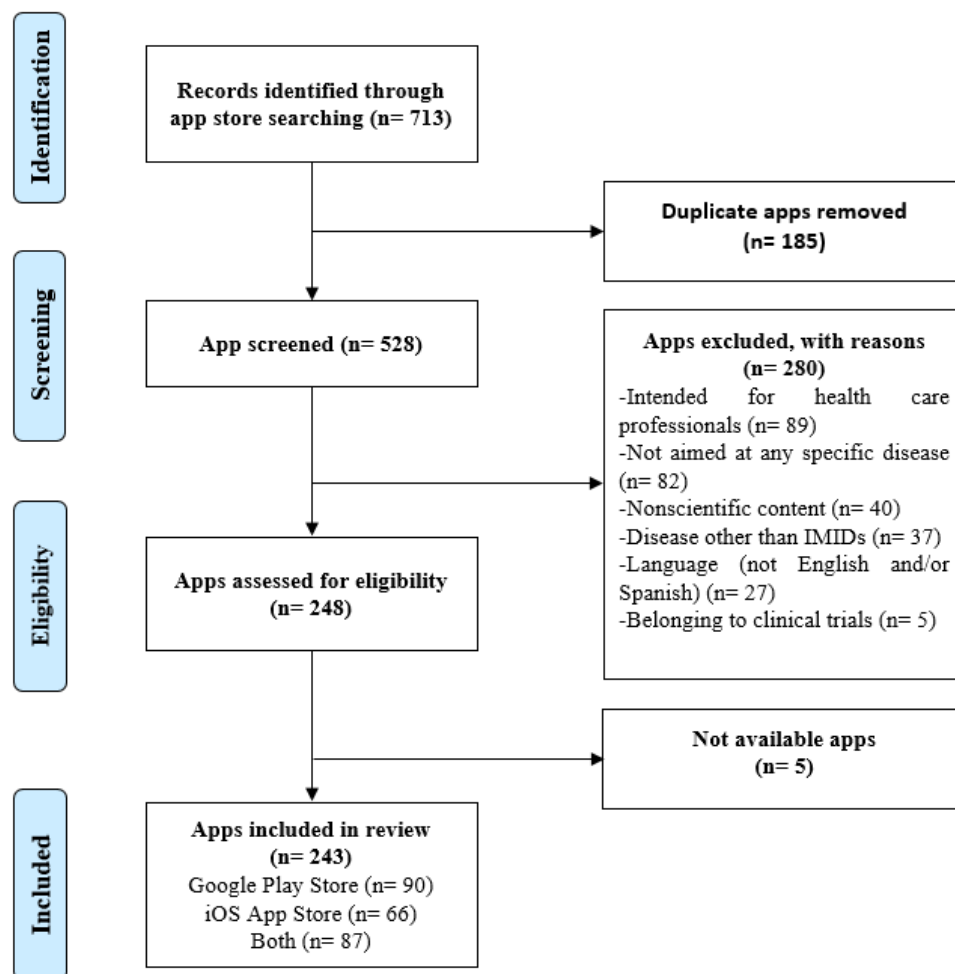 Identification
Records identified through
app store searching (n= 713)
Duplicate apps removed
(n= 185)
Screening
App screened (n= 528)
Apps excluded, with reasons
(n= 280)
-Intended for health care
professionals (n= 89)
-Not aimed at any specific disease
(n= 82)
-Nonscientific content (n= 40)
-Disease other than IMIDs (n= 37)
-Language (not English and/or
Spanish) (n= 27)
-Belonging to clinical trials (n= 5)
Eligibility
Apps assessed for eligibility
(n= 248)
Not available apps
(n= 5)
Included
Apps included in review
(n= 243)
Google Play Store (n= 90)
iOS App Store (n= 66)
Both (n= 87)